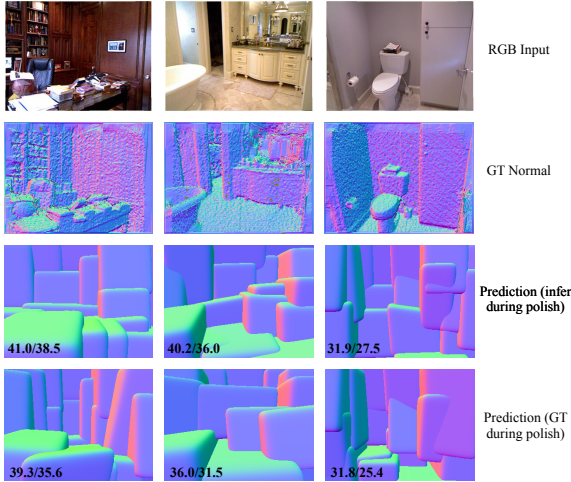 RGB Input
GT Normal
Prediction (infer
during polish)
41.0/38.5
40.2/36.0
31.9/27.5
Prediction (GT
during polish)
39.3/35.6
36.0/31.5
31.8/25.4